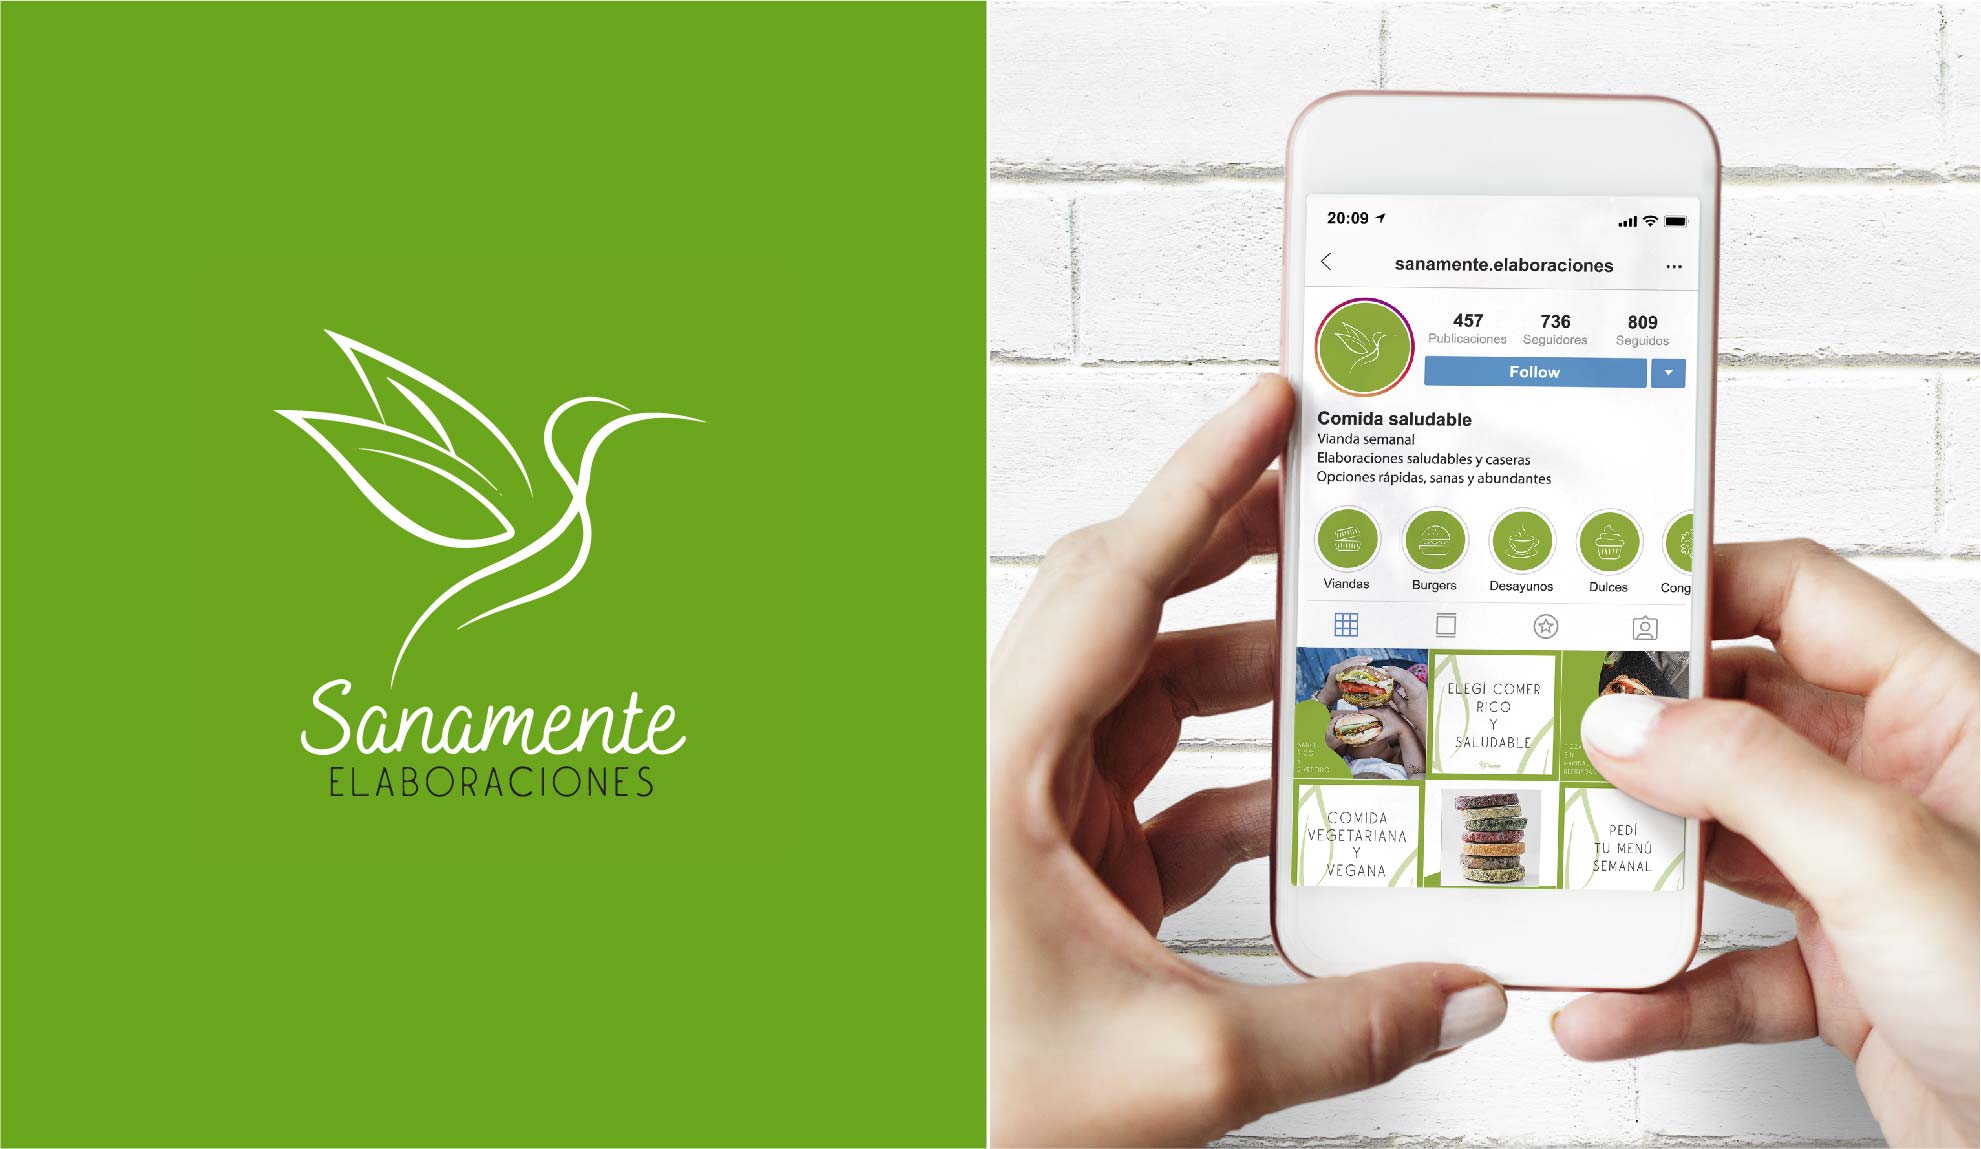 Sanamente
ELABORACIONES
20:09
sanamente.elaboraciones
457 736 809
Publicaciones Seguidores Seguidos
Follow
Comida saludable
Vianda semanal
Elaboraciones saludables y caseras
Opciones rápidas, sanas y abundantes
Viandas Burgers Desayunos Dulces Cong
ELEGÍ COMER
RICO
Y
SALUDABLE
COMIDA
VEGETARIANA
Y
VEGANA
PEDÍ
TU MENÚ
SEMANAL